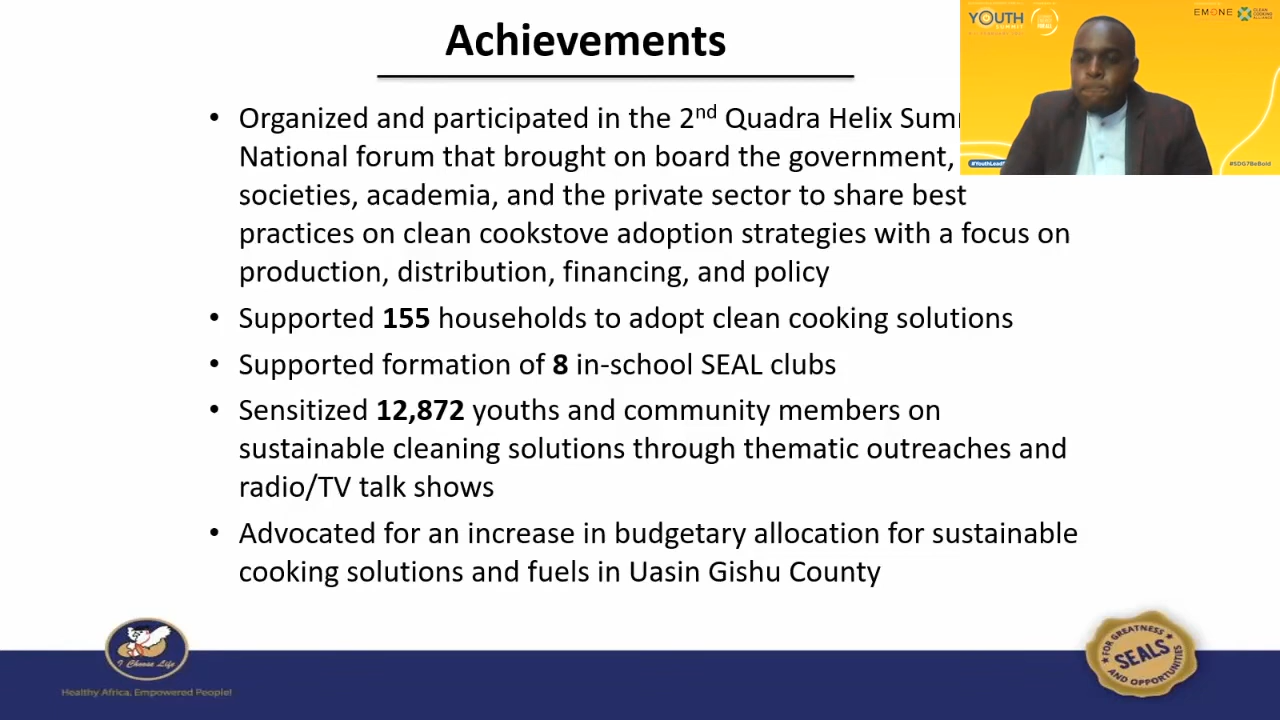 Achievements
YOUTH
SUMMIT
EMONE
CLEAN
COOKING
ALLIANCE
#SDG7BeBold
• Organized and participated in the 2nd Quadra Helix
National forum that brought on board the government,
societies, academia, and the private sector to share best
practices on clean cookstove adoption strategies with a focus on
production, distribution, financing, and policy
• Supported 155 households to adopt clean cooking solutions
• Supported formation of 8 in-school SEAL clubs
• Sensitized 12,872 youths and community members on
sustainable cleaning solutions through thematic outreaches and
radio/TV talk shows
• Advocated for an increase in budgetary allocation for sustainable
cooking solutions and fuels in Uasin Gishu County
I Choose Life
Healthy Africa, Empowered People!
FOR GREATNESS
SEALS
AND OPPORTUNITIES